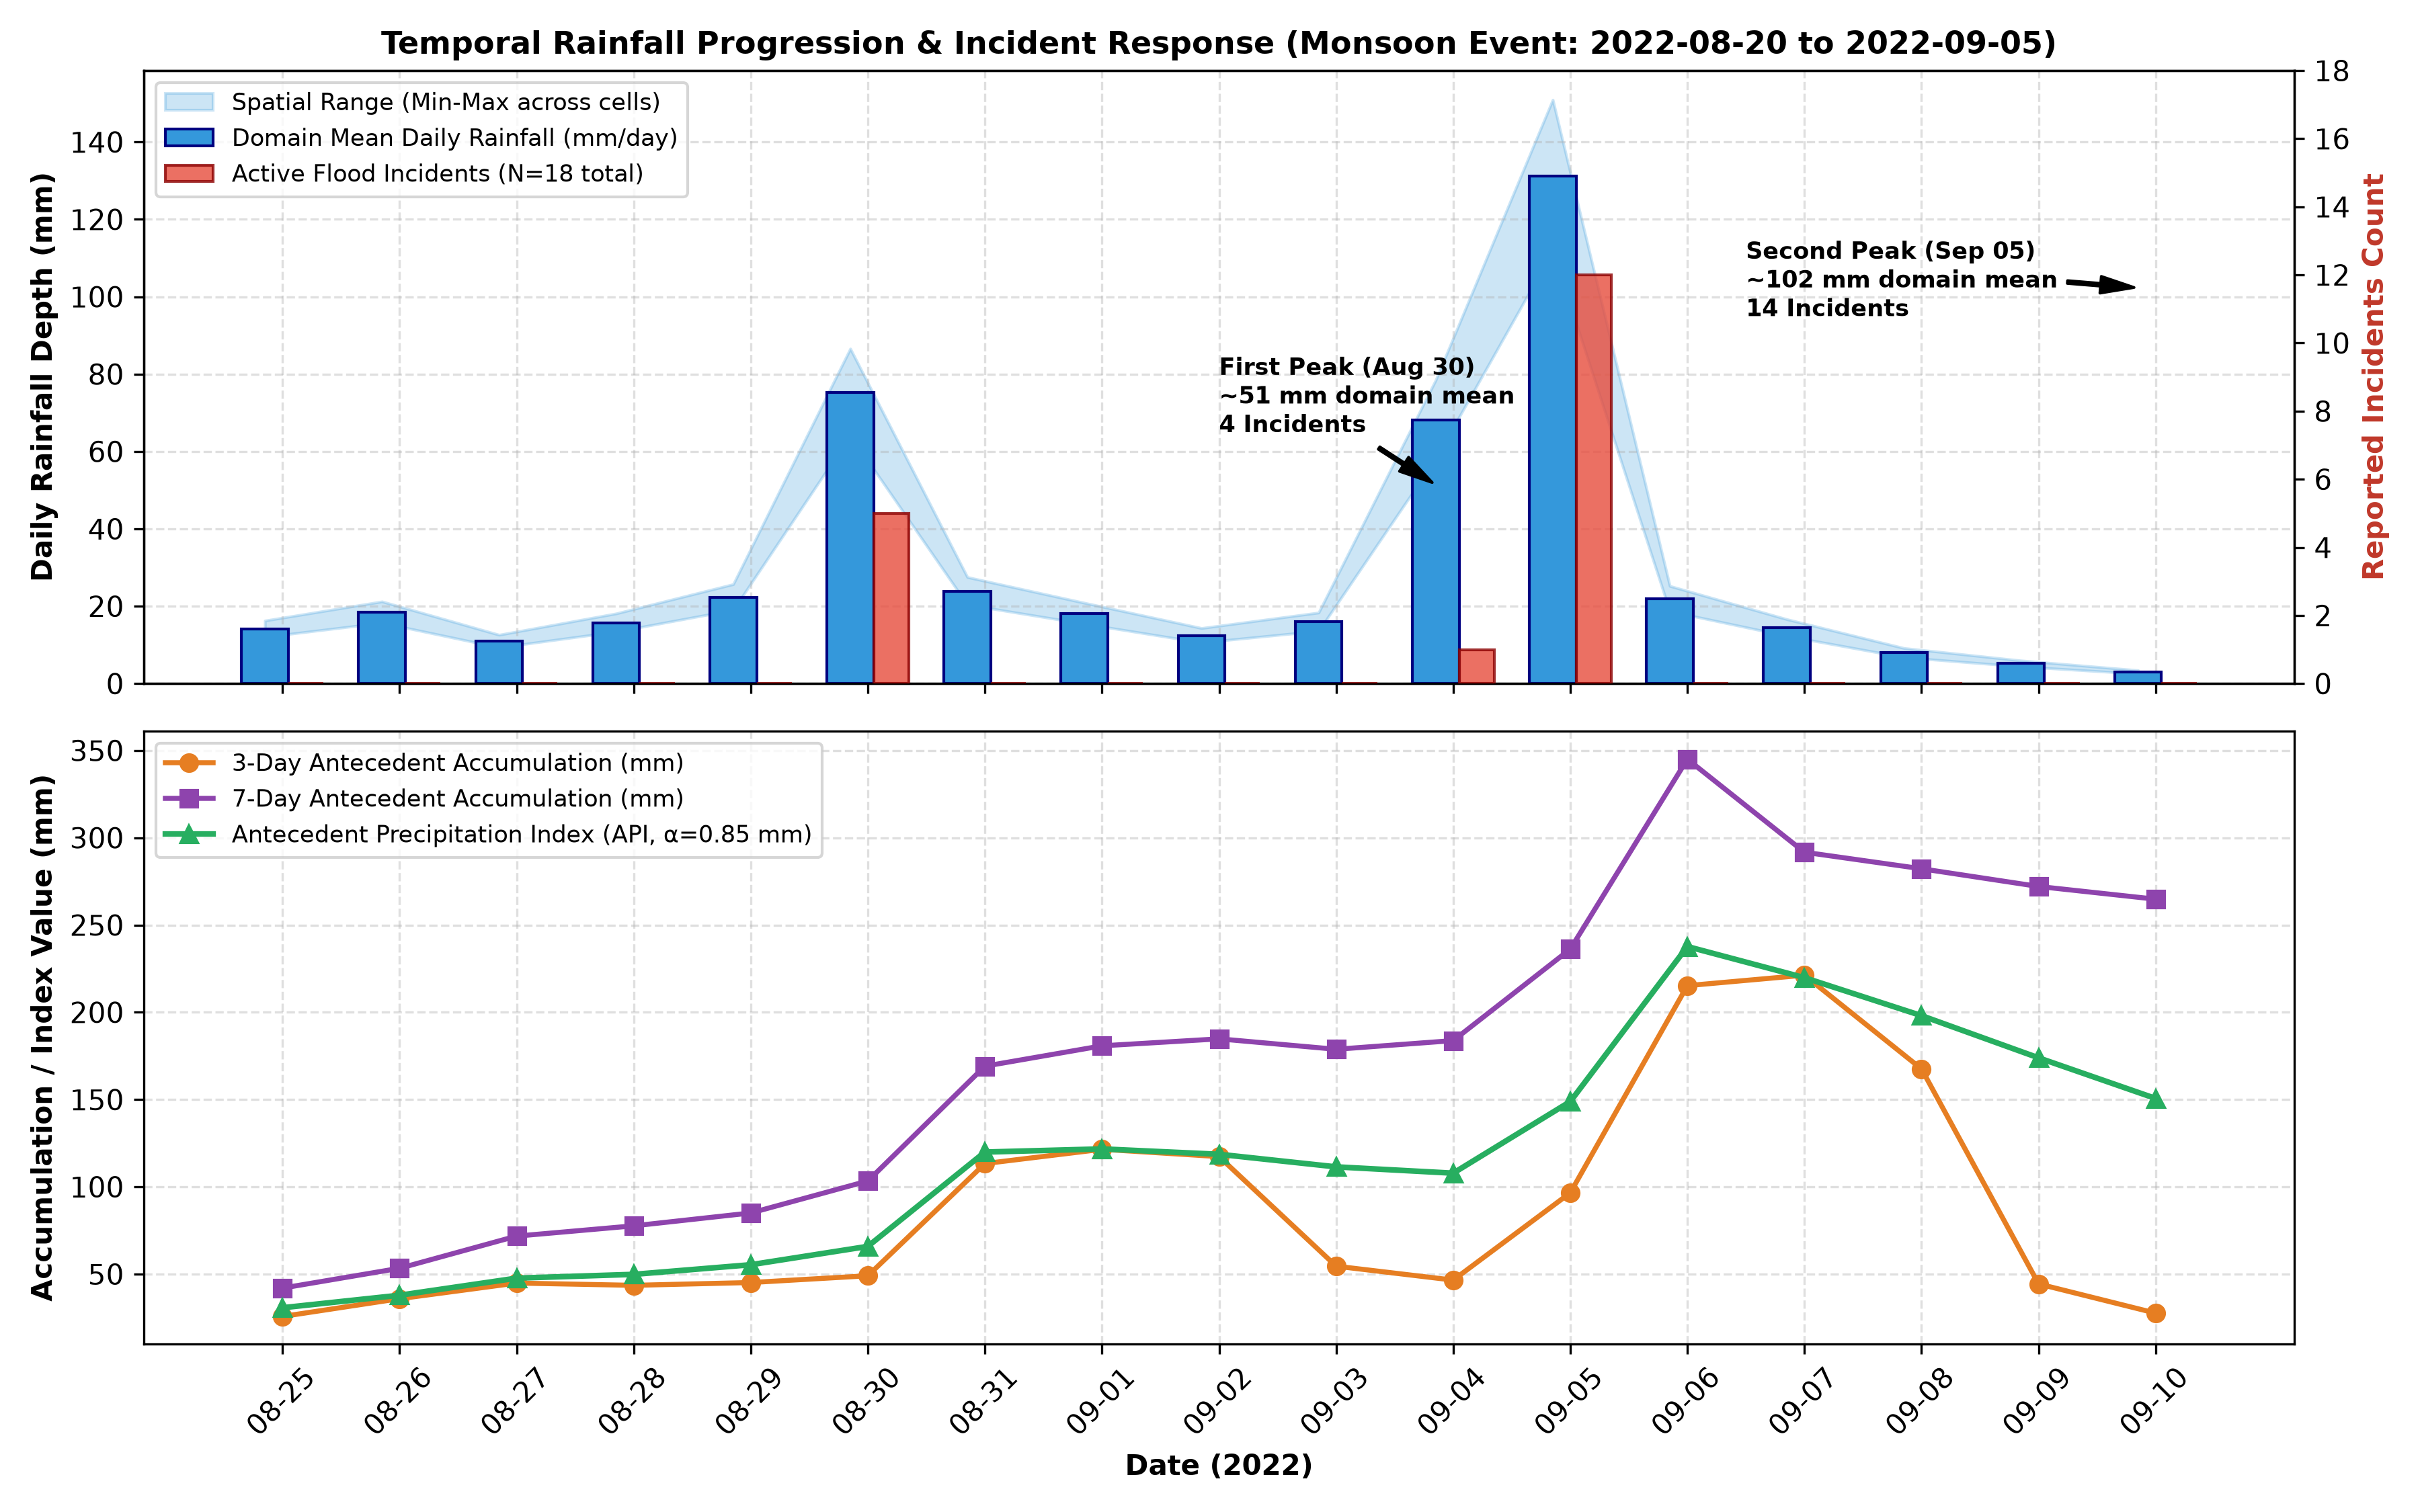 Temporal Rainfall Progression & Incident Response (Monsoon Event: 2022-08-20 to 2022-09-05)
Spatial Range (Min-Max across cells)
Domain Mean Daily Rainfall (mm/day)
Active Flood Incidents (N=18 total)
Daily Rainfall Depth (mm)
140
120
100
80
60
40
20
0
First Peak (Aug 30)
~51 mm domain mean
4 Incidents
Second Peak (Sep 05)
~102 mm domain mean
14 Incidents
18
16
14
12
10
8
6
4
2
0
Reported Incidents Count
3-Day Antecedent Accumulation (mm)
7-Day Antecedent Accumulation (mm)
Antecedent Precipitation Index (API, α=0.85 mm)
Accumulation / Index Value (mm)
350
300
250
200
150
100
50
08-25
08-26
08-27
08-28
08-29
08-30
08-31
09-01
09-02
09-03
09-04
09-05
09-06
09-07
09-08
09-09
09-10
Date (2022)